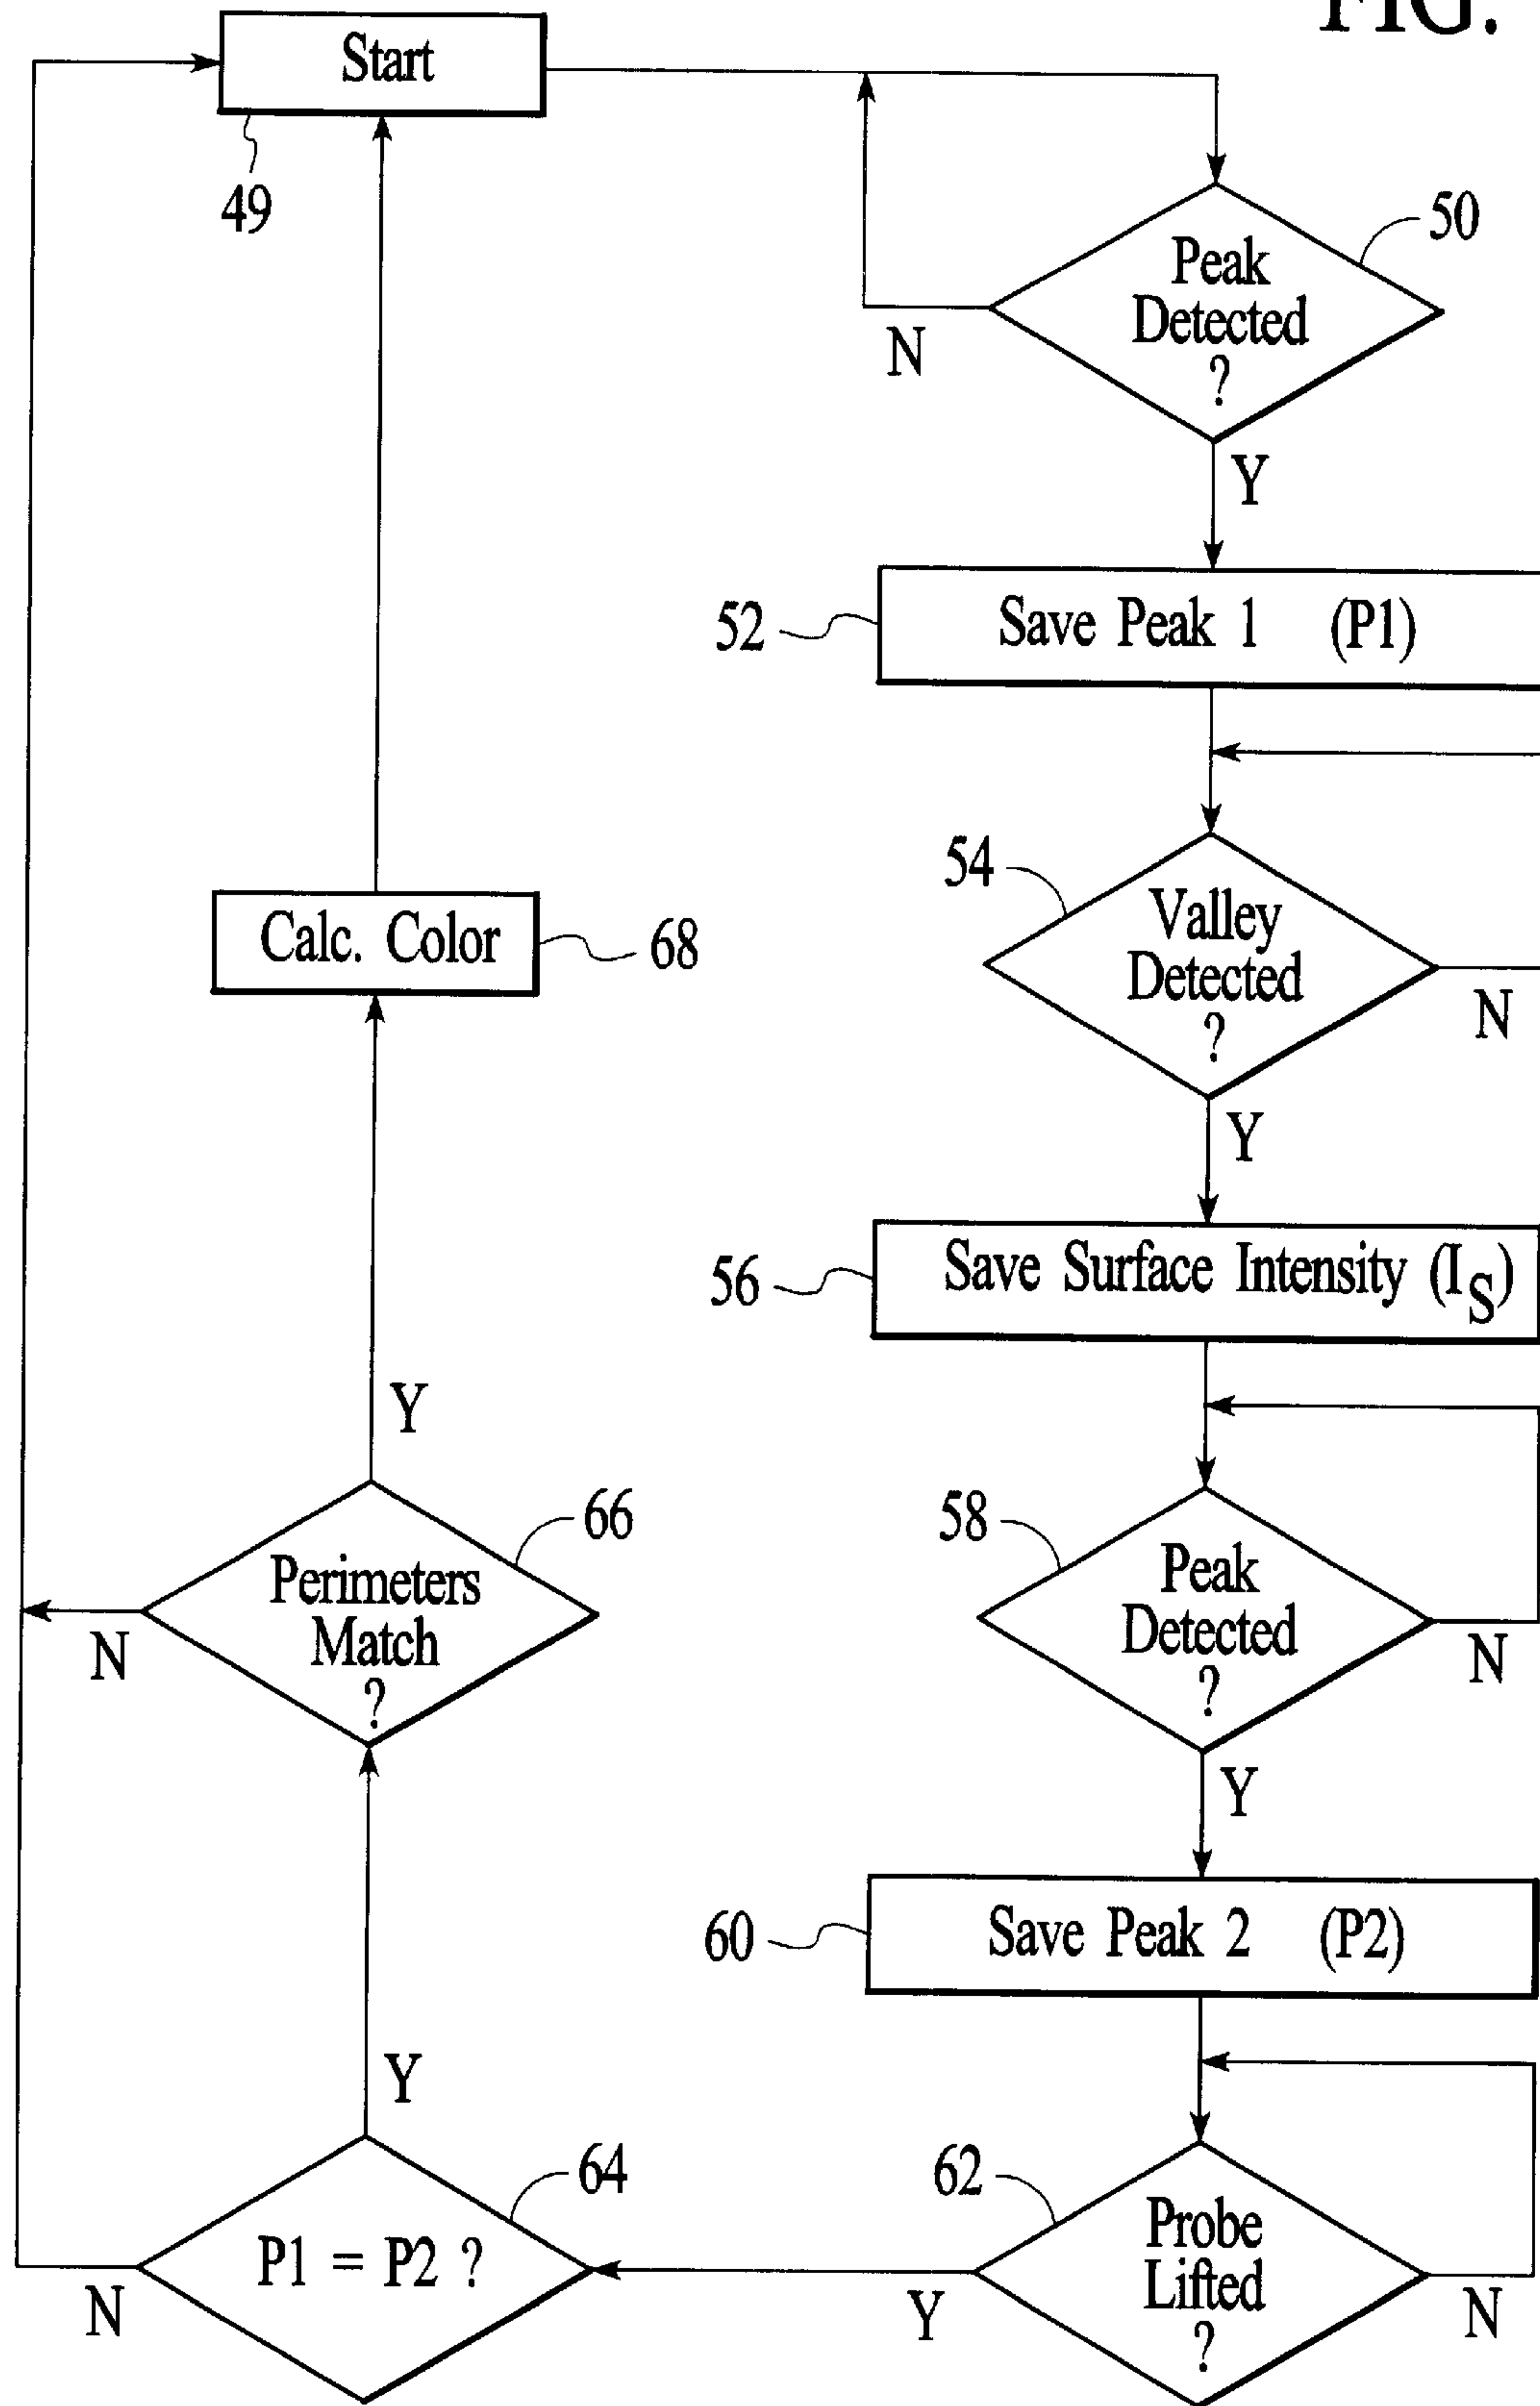 FIG.
Start
49
50
Peak
Detected
?
N
Y
52
Save Peak 1 (P1)
54
Valley
Detected
?
N
Y
56
Save Surface Intensity (IS)
58
Peak
Detected
?
N
Y
60
Save Peak 2 (P2)
62
Probe
Lifted
?
N
Y
64
P1 = P2 ?
N
Y
66
Perimeters
Match
?
N
Y
Calc. Color
68